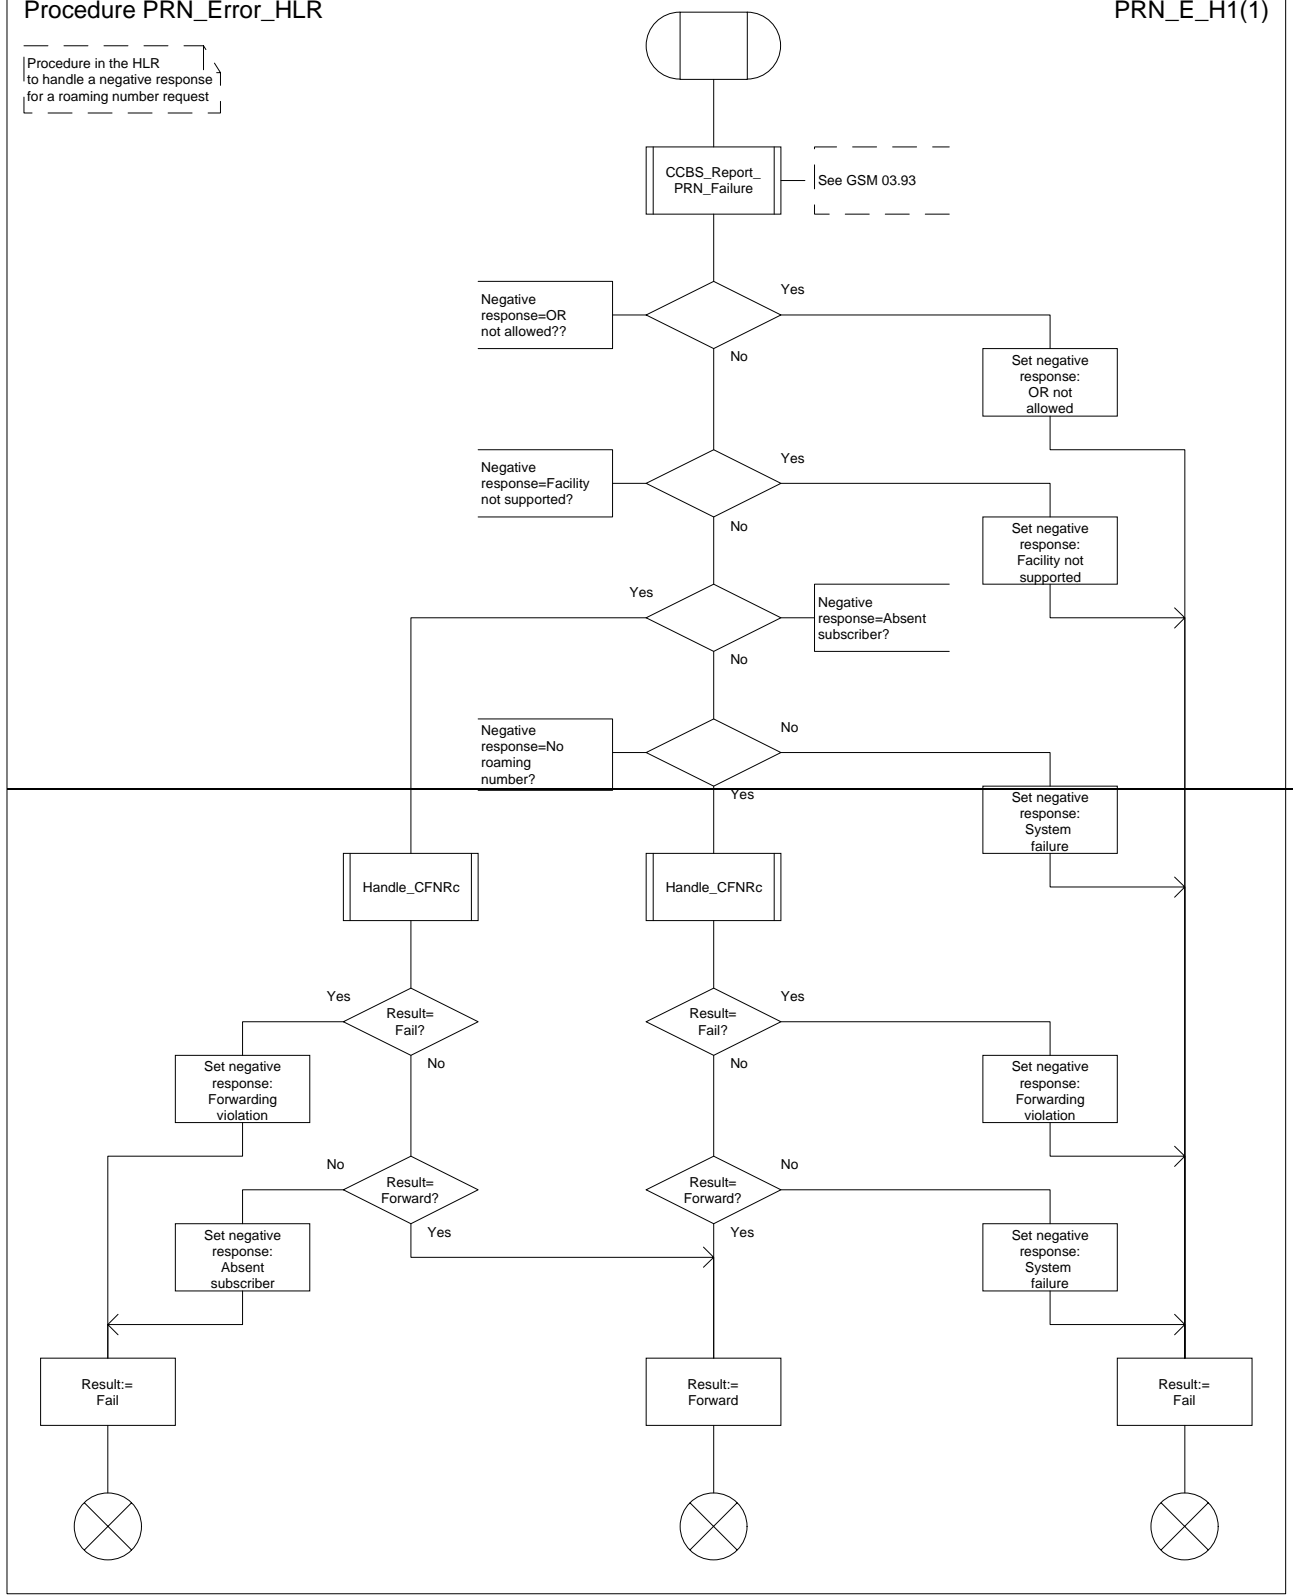 Procedure PRN_Error_HLR
PRN_E_H1(1)
Procedure in the HLR
to handle a negative response
for a roaming number request
CCBS_Report_
PRN_Failure
See GSM 03.93
Negative
response=OR
not allowed??
Yes
No
Set negative
response:
OR not
allowed
Negative
response=Facility
not supported?
Yes
No
Set negative
response:
Facility not
supported
Yes
Negative
response=Absent
subscriber?
No
Negative
response=No
roaming
number?
No
Yes
Set negative
response:
System
failure
Handle_CFNRc
Handle_CFNRc
Yes
Result=
Fail?
No
Set negative
response:
Forwarding
violation
Result=
Fail?
Yes
No
Set negative
response:
Forwarding
violation
No
Result=
Forward?
Yes
Set negative
response:
Absent
subscriber
Result=
Forward?
No
Yes
Set negative
response:
System
failure
Result:=
Fail
Result:=
Forward
Result:=
Fail